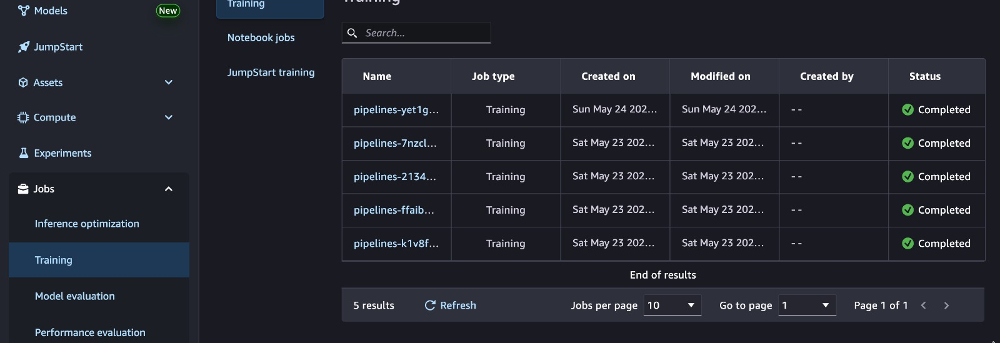 Models
New
JumpStart
Assets
Compute
Experiments
Jobs
Inference optimization
Training
Model evaluation
Performance evaluation
Training
Notebook jobs
JumpStart training
Training
Search...
Name Job type Created on Modified on Created by Status
pipelines-yet1g... Training Sun May 24 202... Sun May 24 202... -- Completed
pipelines-7nzcl... Training Sat May 23 202... Sat May 23 202... -- Completed
pipelines-2134... Training Sat May 23 202... Sat May 23 202... -- Completed
pipelines-ffaib... Training Sat May 23 202... Sat May 23 202... -- Completed
pipelines-k1v8f... Training Sat May 23 202... Sat May 23 202... -- Completed
End of results
5 results Refresh Jobs per page 10 Go to page 1 Page 1 of 1